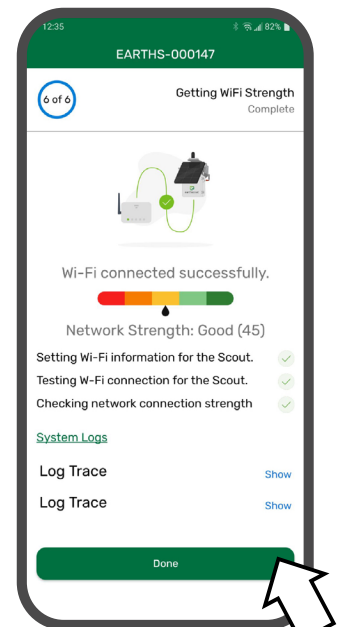 12:35
82%
EARTHS-000147
6 of 6
Getting WiFi Strength
Complete
Wi-Fi connected successfully.
Network Strength: Good (45)
Setting Wi-Fi information for the Scout.
Testing W-Fi connection for the Scout.
Checking network connection strength
System Logs
Log Trace
Show
Log Trace
Show
Done